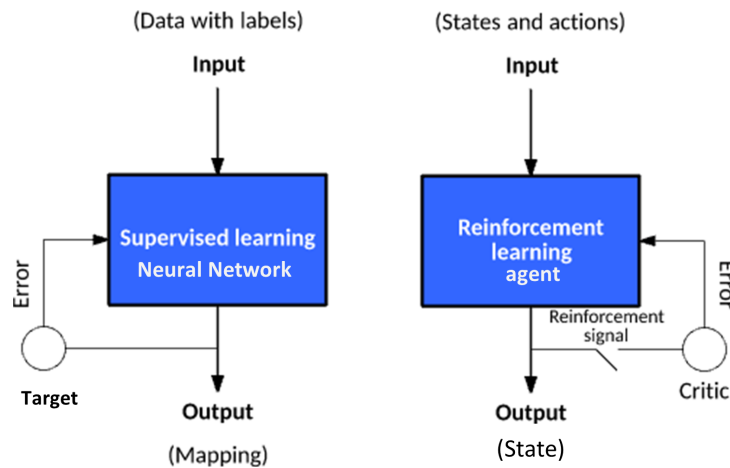 (Data with labels)
Input
Supervised learning
Neural Network
Error
Target
Output
(Mapping)
(States and actions)
Input
Reinforcement
learning
agent
Error
Reinforcement
signal
Critic
Output
(State)